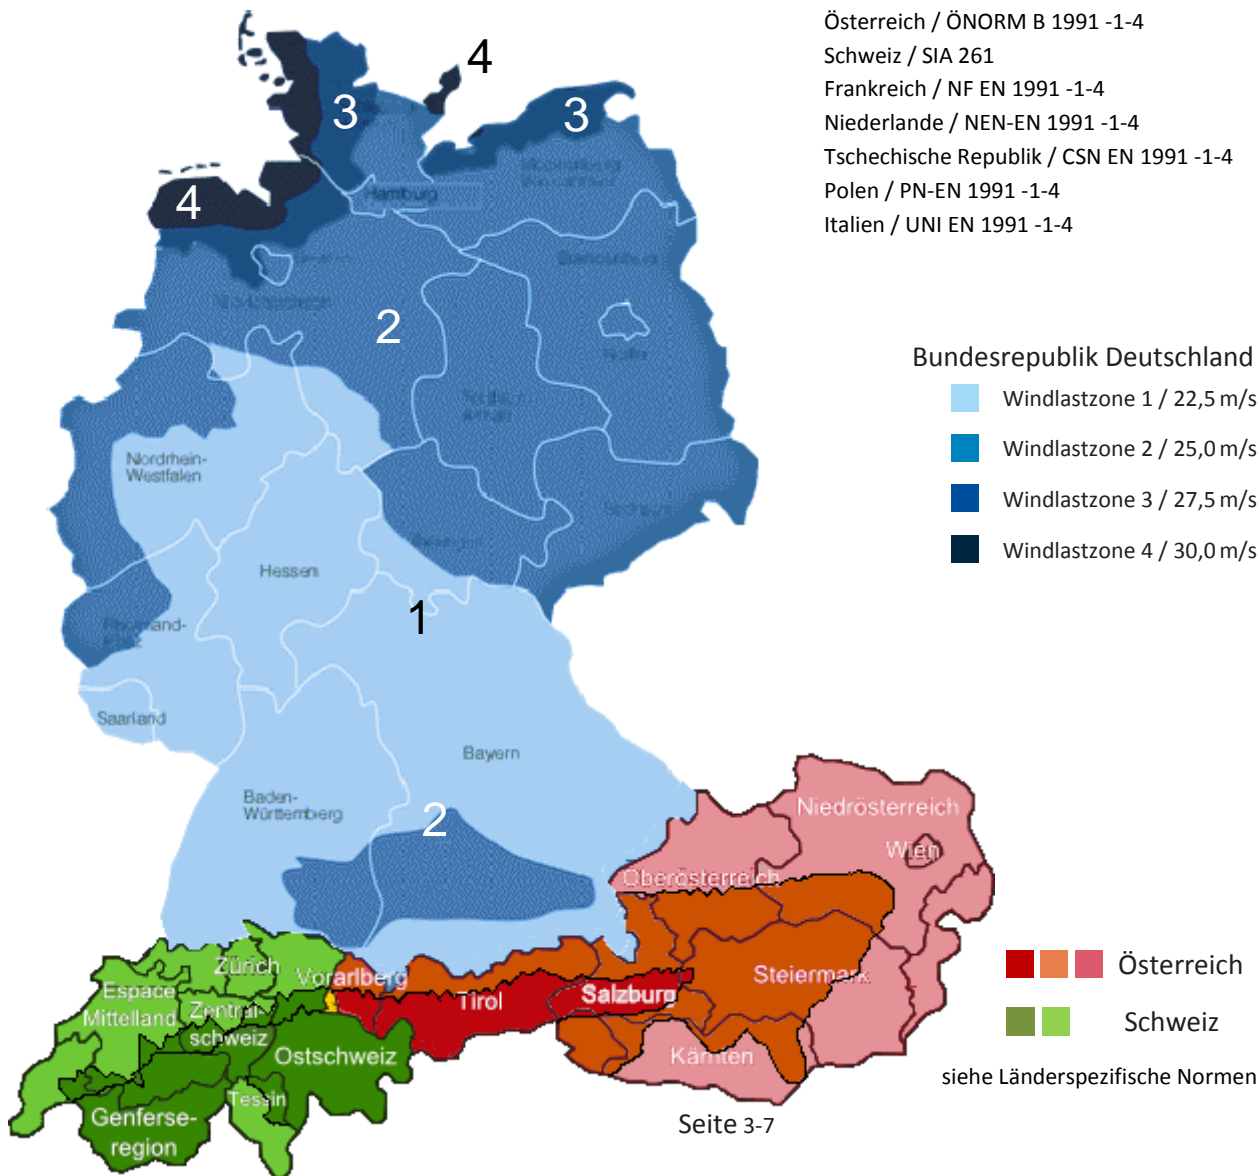 Österreich / ÖNORM B 1991 -1-4
Schweiz / SIA 261
Frankreich / NF EN 1991 -1-4
Niederlande / NEN-EN 1991 -1-4
Tschechische Republik / CSN EN 1991 -1-4
Polen / PN-EN 1991 -1-4
Italien / UNI EN 1991 -1-4
4
3
3
4
Hamburg
2
Bundesrepublik Deutschland
Windlastzone 1 / 22,5 m/s
Windlastzone 2 / 25,0 m/s
Windlastzone 3 / 27,5 m/s
Windlastzone 4 / 30,0 m/s
Nordrhein-
Westfalen
Hessen
1
Saarland
Bayern
Baden-
Württemberg
2
Niedrösterreich
Wien
Oberösterreich
Zürich
Vorarlberg
Espace
Mittelland
Zentral-
schweiz
Tirol
Salzburg
Steiermark
Ostschweiz
Kärnten
Tessin
Genferse-
region
Österreich
Schweiz
siehe Länderspezifische Normen
Seite 3-7